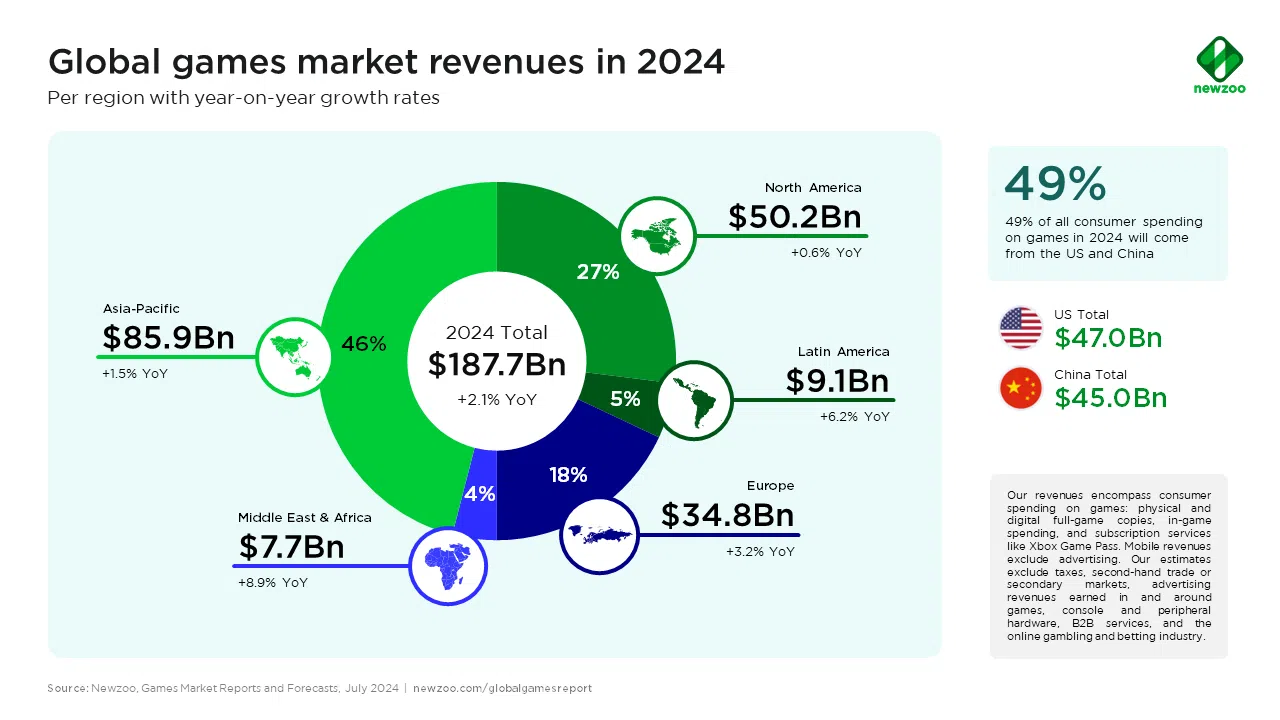 Global games market revenues in 2024
Per region with year-on-year growth rates
newzoo
North America
$50.2Bn
+0.6% YoY
27%
Asia-Pacific
$85.9Bn
+1.5% YoY
46%
2024 Total
$187.7Bn
+2.1% YoY
Latin America
$9.1Bn
+6.2% YoY
5%
18%
Europe
$34.8Bn
+3.2% YoY
4%
Middle East & Africa
$7.7Bn
+8.9% YoY
49%
49% of all consumer spending
on games in 2024 will come
from the US and China
US Total
$47.0Bn
China Total
$45.0Bn
Our revenues encompass consumer
spending on games: physical and
digital full-game copies, in-game
spending, and subscription services
like Xbox Game Pass. Mobile revenues
exclude advertising. Our estimates
exclude taxes, second-hand trade or
secondary markets, advertising
revenues earned in and around
games, console and peripheral
hardware, B2B services, and the
online gambling and betting industry.
Source: Newzoo, Games Market Reports and Forecasts, July 2024 | newzoo.com/globalgamesreport